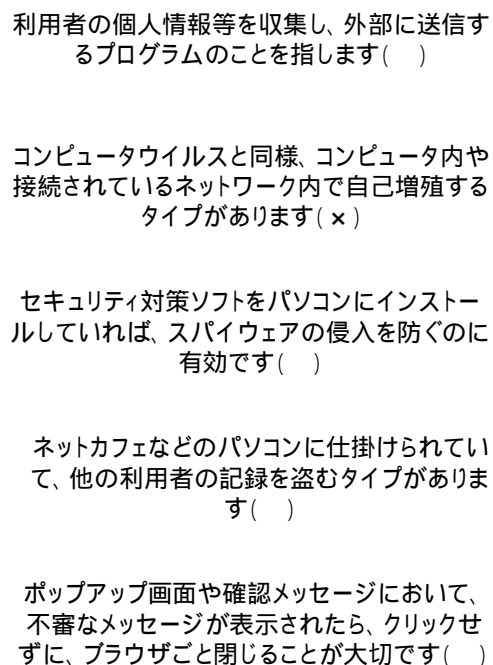 利用者の個人情報等を収集し、外部に送信す
るプログラムのことを指します(　)
コンピュータウイルスと同様、コンピュータ内や
接続されているネットワーク内で自己増殖する
タイプがあります(×)
セキュリティ対策ソフトをパソコンにインストー
ルしていれば、スパイウェアの侵入を防ぐのに
有効です(　)
ネットカフェなどのパソコンに仕掛けられてい
て、他の利用者の記録を盗むタイプがありま
す(　)
ポップアップ画面や確認メッセージにおいて、
不審なメッセージが表示されたら、クリックせ
ずに、ブラウザごと閉じることが大切です(　)